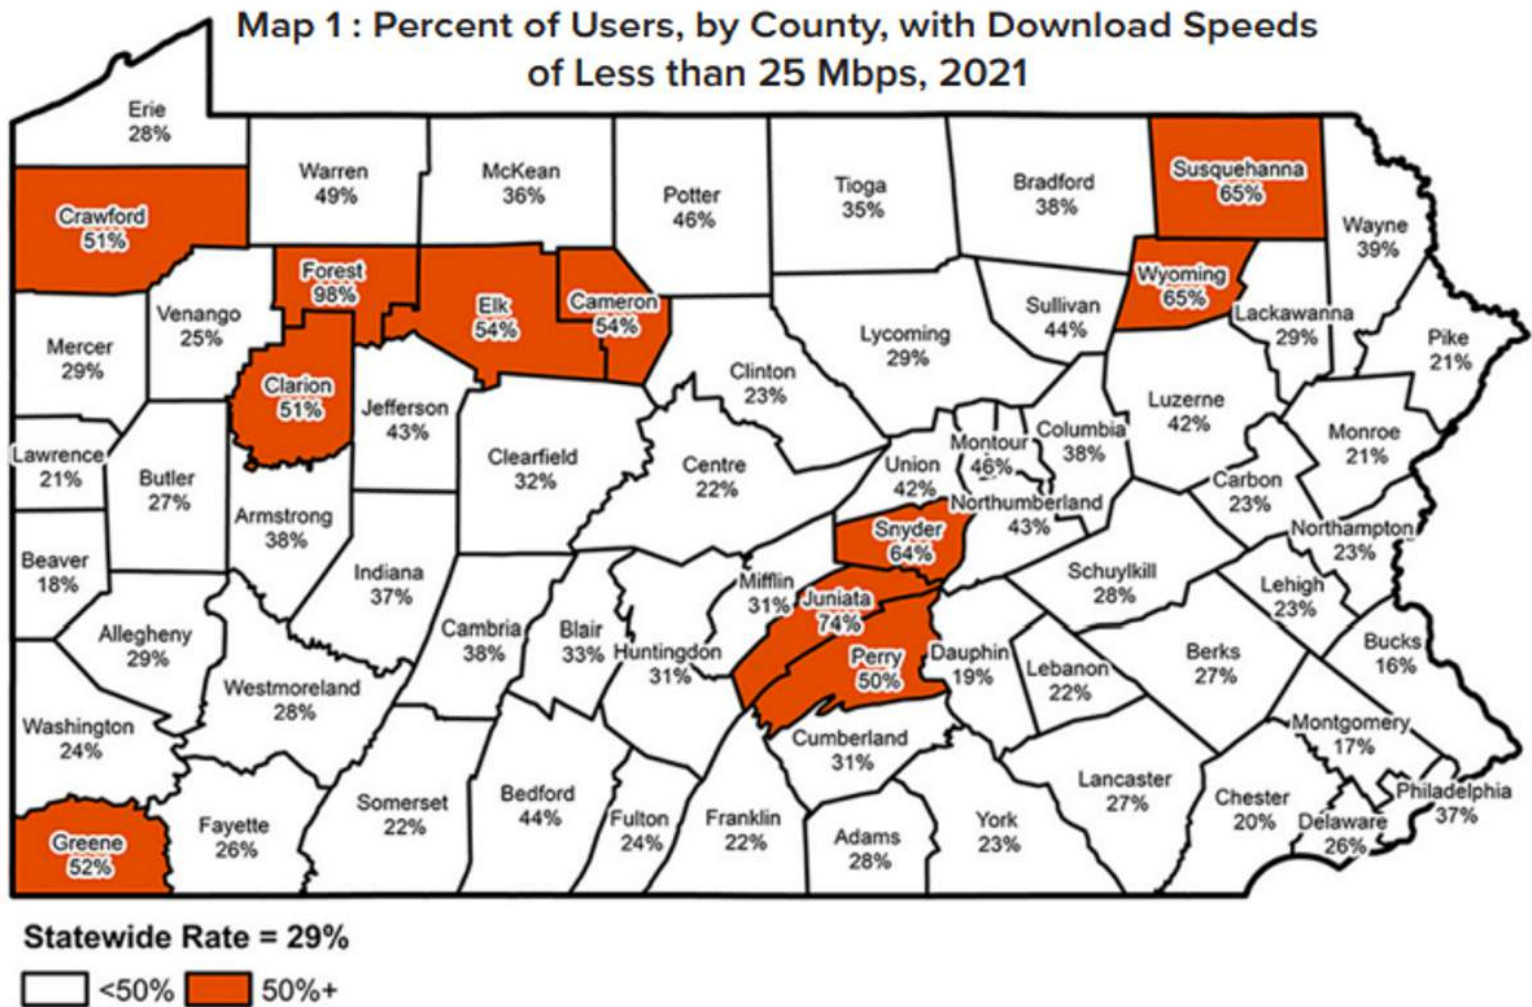 Map 1 : Percent of Users, by County, with Download Speeds
of Less than 25 Mbps, 2021
Erie
28%
Warren
49%
McKean
36%
Potter
46%
Tioga
35%
Bradford
38%
Susquehanna
65%
Wayne
39%
Crawford
51%
Forest
98%
Elk
54%
Cameron
54%
Wyoming
65%
Lackawanna
29%
Pike
21%
Mercer
29%
Venango
25%
Clarion
51%
Jefferson
43%
Clinton
23%
Lycoming
29%
Sullivan
44%
Luzerne
42%
Monroe
21%
Lawrence
21%
Butler
27%
Armstrong
38%
Clearfield
32%
Centre
22%
Union
42%
Montour
46%
Columbia
38%
Northumberland
43%
Carbon
23%
Northampton
23%
Beaver
18%
Indiana
37%
Snyder
64%
Mifflin
31%
Juniata
74%
Schuylkill
28%
Lehigh
23%
Allegheny
29%
Westmoreland
28%
Cambria
38%
Blair
33%
Huntingdon
31%
Perry
50%
Dauphin
19%
Lebanon
22%
Berks
27%
Bucks
16%
Washington
24%
Cumberland
31%
Montgomery
17%
Greene
52%
Fayette
26%
Somerset
22%
Bedford
44%
Fulton
24%
Franklin
22%
Adams
28%
York
23%
Lancaster
27%
Chester
20%
Delaware
26%
Philadelphia
37%
Statewide Rate = 29%
<50%
50%+